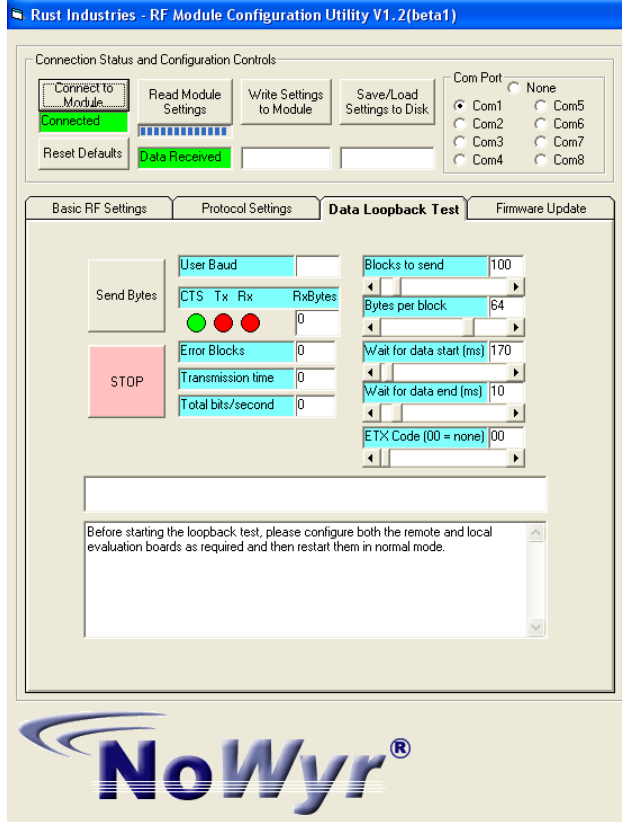 Rust Industries - RF Module Configuration Utility V1.2(beta1)
Connection Status and Configuration Controls
Connect to
Module
Connected
Read Module
Settings
Write Settings
to Module
Save/Load
Settings to Disk
Reset Defaults
Data Received
Com Port
None
Com1
Com5
Com2
Com6
Com3
Com7
Com4
Com8
Basic RF Settings
Protocol Settings
Data Loopback Test
Firmware Update
Send Bytes
STOP
User Baud
CTS Tx Rx RxBytes
0
Error Blocks 0
Transmission time 0
Total bits/second 0
Blocks to send 100
Bytes per block 64
Wait for data start (ms) 170
Wait for data end (ms) 10
ETX Code (00 = none) 00
Before starting the loopback test, please configure both the remote and local
evaluation boards as required and then restart them in normal mode.
NoWyr®